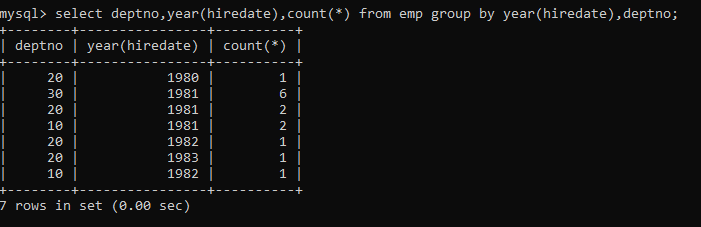 mysql> select deptno,year(hiredate),count(*) from emp group by year(hiredate),deptno;
+--------+----------------+----------+
| deptno | year(hiredate) | count(*) |
+--------+----------------+----------+
|     20 |           1980 |        1 |
|     30 |           1981 |        6 |
|     20 |           1981 |        2 |
|     10 |           1981 |        2 |
|     20 |           1982 |        1 |
|     20 |           1983 |        1 |
|     10 |           1982 |        1 |
+--------+----------------+----------+
7 rows in set (0.00 sec)